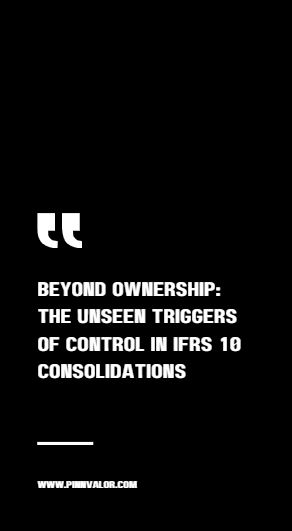 BEYOND OWNERSHIP:
THE UNSEEN TRIGGERS
OF CONTROL IN IFRS 10
CONSOLIDATIONS
WWW.PINNVALOR.COM